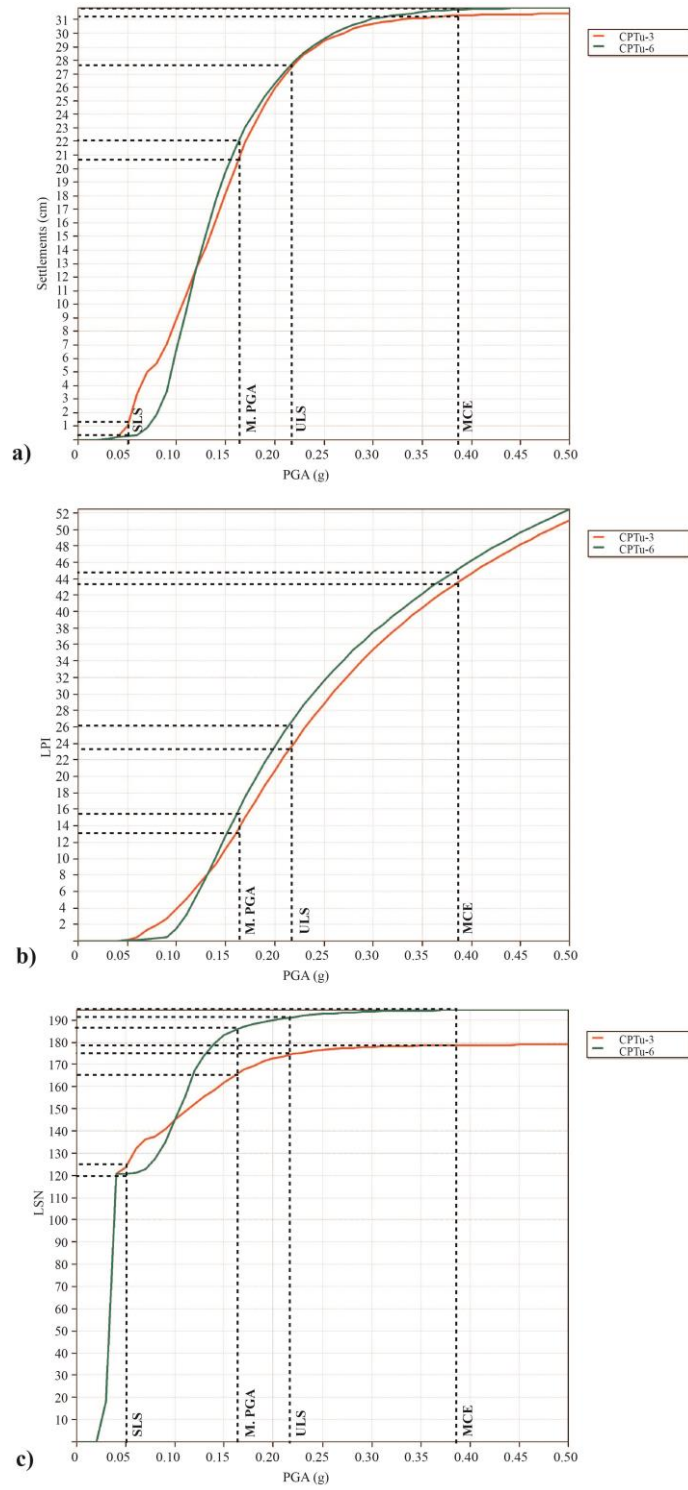 31
30
29
28
27
26
25
24
23
22
21
20
19
18
17
16
15
14
13
12
11
10
9
8
7
6
5
4
3
2
1
Settlements (cm)
SLS
M. PGA
ULS
MCE
0.00 0.05 0.10 0.15 0.20 0.25 0.30 0.35 0.40 0.45 0.50
PGA (g)
a)
CPTu-3
CPTu-6
52
50
48
46
44
42
40
38
36
34
32
30
28
26
24
22
20
18
16
14
12
10
8
6
4
2
LPI
M. PGA
ULS
MCE
0.00 0.05 0.10 0.15 0.20 0.25 0.30 0.35 0.40 0.45 0.50
PGA (g)
b)
CPTu-3
CPTu-6
190
180
170
160
150
140
130
120
110
100
90
80
70
60
50
40
30
20
10
LSN
SLS
M. PGA
ULS
MCE
0.00 0.05 0.10 0.15 0.20 0.25 0.30 0.35 0.40 0.45 0.50
PGA (g)
c)
CPTu-3
CPTu-6